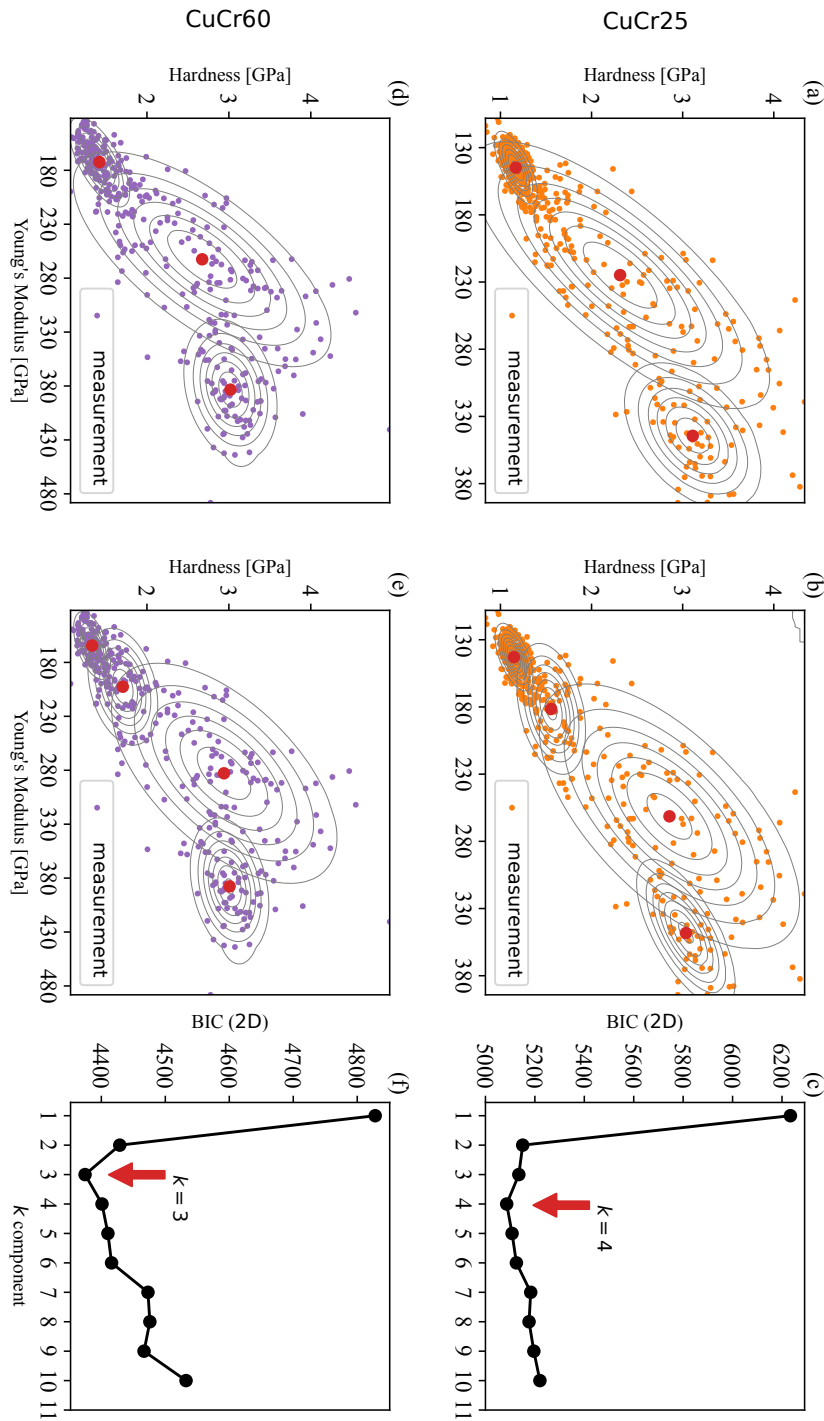 CuCr25
(a)
Hardness [GPa]
1
2
3
4
130
180
230
280
330
380
measurement
(b)
Hardness [GPa]
1
2
3
4
130
180
230
280
330
380
measurement
(c)
BIC (2D)
5000
5200
5400
5600
5800
6000
6200
k = 4
1 2 3 4 5 6 7 8 9 10 11
CuCr60
(d)
Hardness [GPa]
2
3
4
180
230
280
330
380
430
480
Young's Modulus [GPa]
measurement
(e)
Hardness [GPa]
2
3
4
180
230
280
330
380
430
480
Young's Modulus [GPa]
measurement
(f)
BIC (2D)
4400
4500
4600
4700
4800
k = 3
1 2 3 4 5 6 7 8 9 10 11
k component